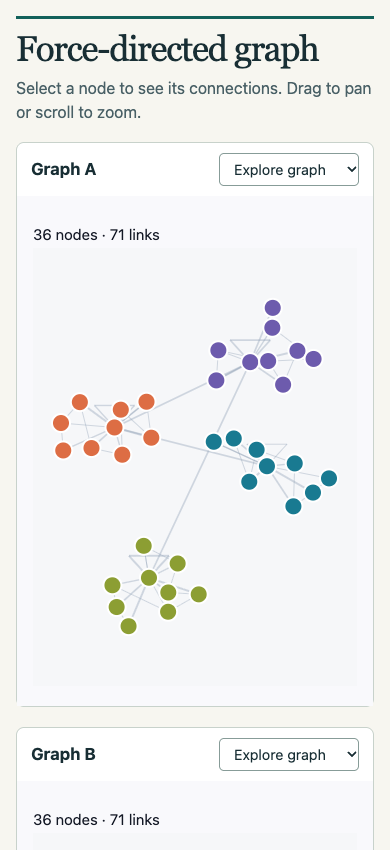 Force-directed graph
Select a node to see its connections. Drag to pan
or scroll to zoom.
Graph A
Explore graph
36 nodes · 71 links
Graph B
Explore graph
36 nodes · 71 links